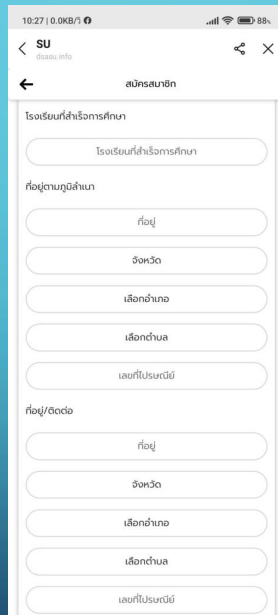 10:27 | 0.0KB/วิ
88%
SU
dsasu.info
สมัครสมาชิก
โรงเรียนที่สำเร็จการศึกษา
โรงเรียนที่สำเร็จการศึกษา
ที่อยู่ตามภูมิลำเนา
ที่อยู่
จังหวัด
เลือกอำเภอ
เลือกตำบล
เลขที่ไปรษณีย์
ที่อยู่/ติดต่อ
ที่อยู่
จังหวัด
เลือกอำเภอ
เลือกตำบล
เลขที่ไปรษณีย์